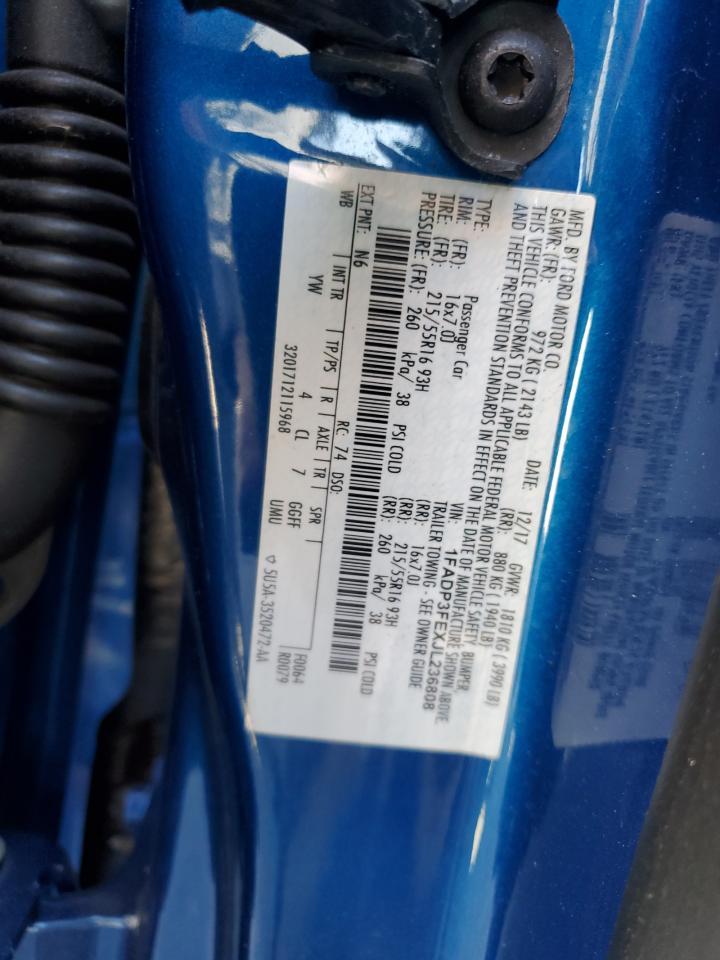 MFD. BY FORD MOTOR CO.
DATE: 12/17 GVWR: 1810 KG ( 3990 LB)
GAWR: (FR): 972 KG ( 2143 LB) (RR): 880 KG ( 1940 LB)
THIS VEHICLE CONFORMS TO ALL APPLICABLE FEDERAL MOTOR VEHICLE SAFETY, BUMPER,
AND THEFT PREVENTION STANDARDS IN EFFECT ON THE DATE OF MANUFACTURE SHOWN ABOVE.
VIN: 1FADP3FEXJL236808
TYPE: Passenger Car TRAILER TOWING - SEE OWNER GUIDE
RIM: (FR): 16x7.0J (RR): 16x7.0J
TIRE: (FR): 215/55R16 93H (RR): 215/55R16 93H
PRESSURE: (FR): 260 kPa/ 38 PSI COLD (RR): 260 kPa/ 38 PSI COLD
EXT PNT: N6 RC: 74 DSO: F0064
R0079
WB INT TR TP/PS R AXLE TR SPR
YW 4 CL 7 GGFF
UMU
3201712115968 5U5A-3520472-AA